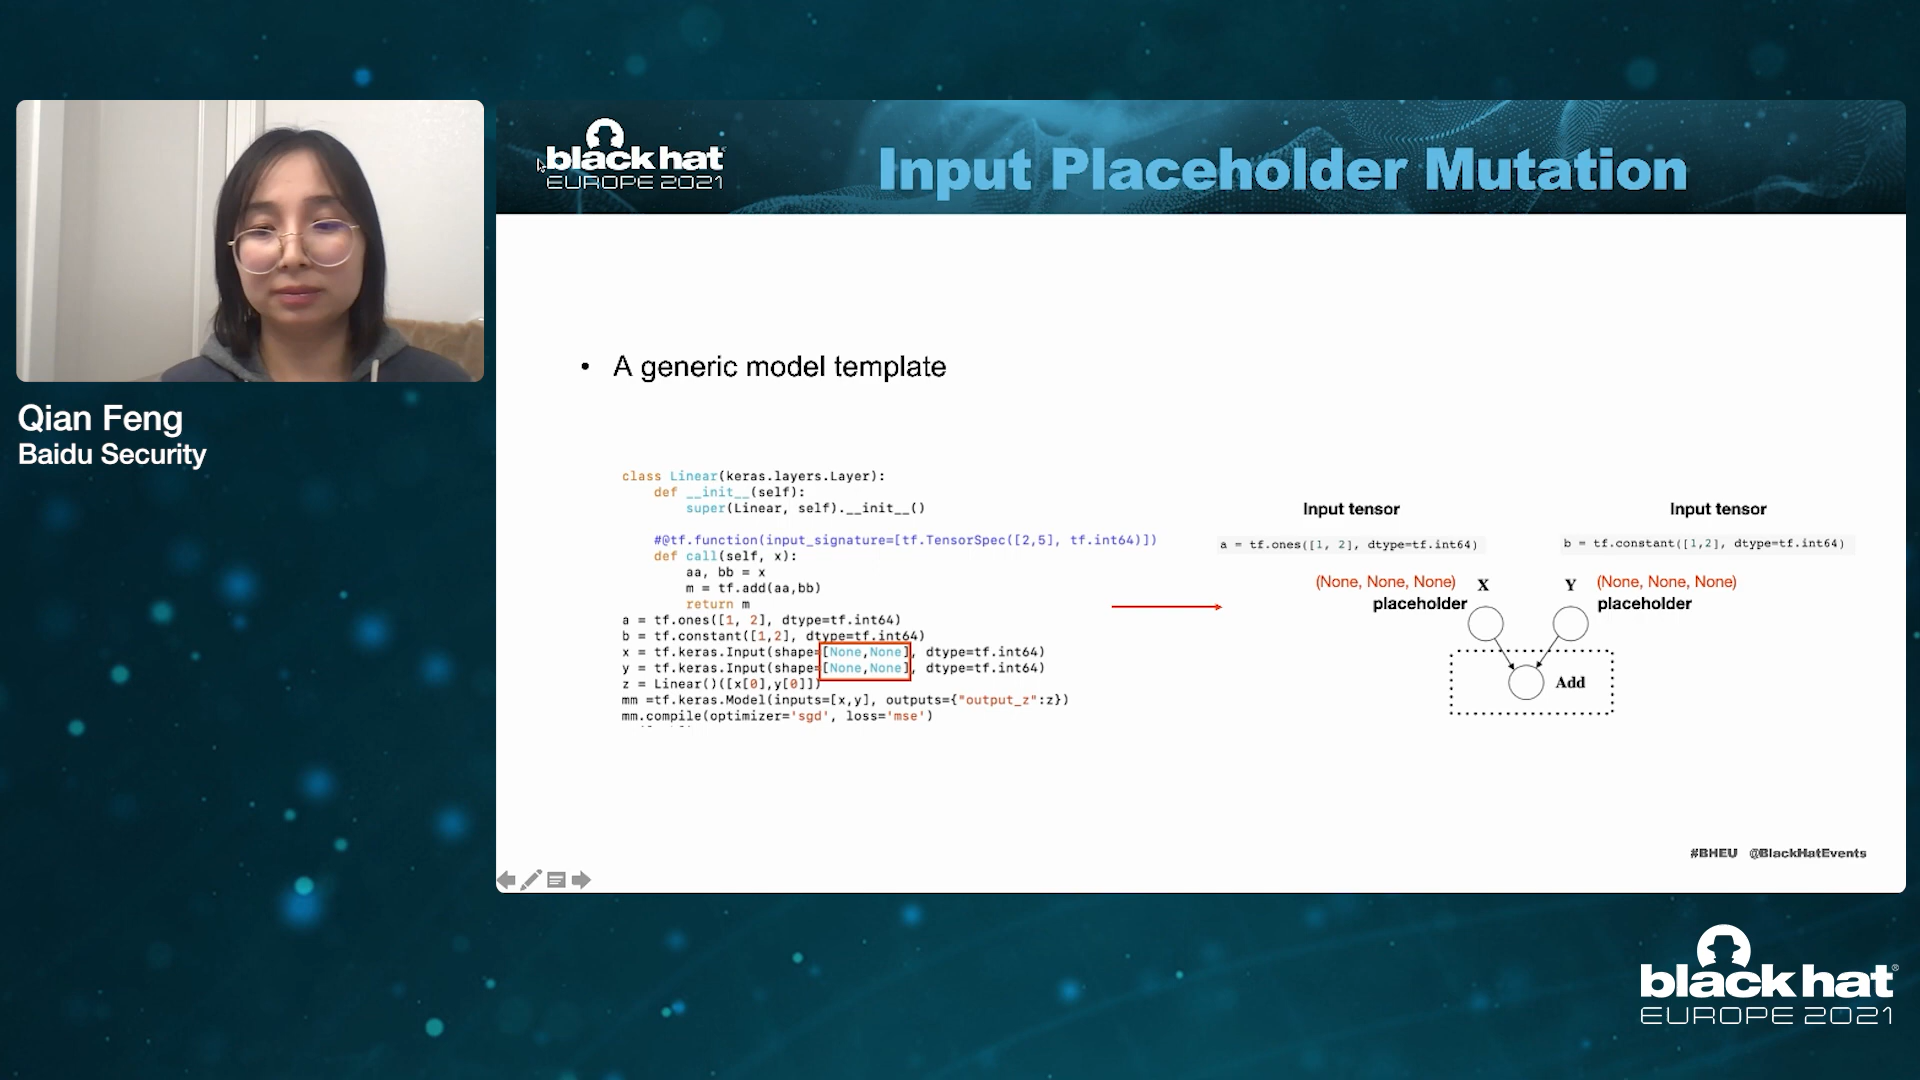 black hat
EUROPE 2021
Input Placeholder Mutation
Qian Feng
Baidu Security
• A generic model template
class Linear(keras.layers.Layer):
def __init__(self):
super(Linear, self).__init__()
#@tf.function(input_signature=[tf.TensorSpec([2,5], tf.int64)])
def call(self, x):
aa, bb = x
m = tf.add(aa,bb)
return m
a = tf.ones([1, 2], dtype=tf.int64)
b = tf.constant([1,2], dtype=tf.int64)
x = tf.keras.Input(shape=[None,None], dtype=tf.int64)
y = tf.keras.Input(shape=[None,None], dtype=tf.int64)
z = Linear()([x[0],y[0]])
mm =tf.keras.Model(inputs=[x,y], outputs={"output_z":z})
mm.compile(optimizer='sgd', loss='mse')
Input tensor
a = tf.ones([1, 2], dtype=tf.int64)
(None, None, None) X
placeholder
Input tensor
b = tf.constant([1,2], dtype=tf.int64)
Y (None, None, None)
placeholder
Add
#BHEU @BlackHatEvents
black hat®
EUROPE 2021